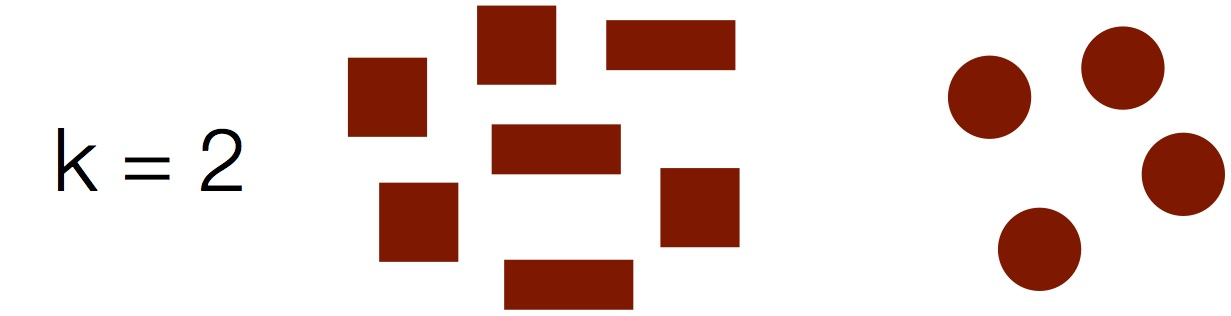 k = 2